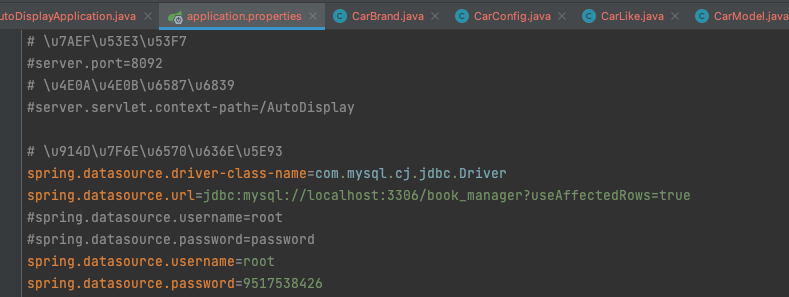 utoDisplayApplication.java application.properties CarBrand.java CarConfig.java CarLike.java CarModel.java
# \u7AEF\u53E3\u53F7
#server.port=8092
# \u4E0A\u4E0B\u6587\u6839
#server.servlet.context-path=/AutoDisplay
# \u914D\u7F6E\u6570\u636E\u5E93
spring.datasource.driver-class-name=com.mysql.cj.jdbc.Driver
spring.datasource.url=jdbc:mysql://localhost:3306/book_manager?useAffectedRows=true
#spring.datasource.username=root
#spring.datasource.password=password
spring.datasource.username=root
spring.datasource.password=9517538426